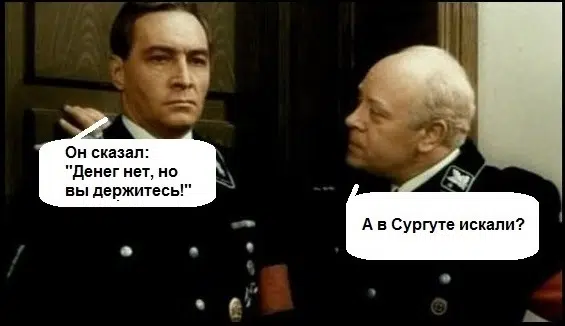 Он сказал:
"Денег нет, но
вы держитесь!"
А в Сургуте искали?